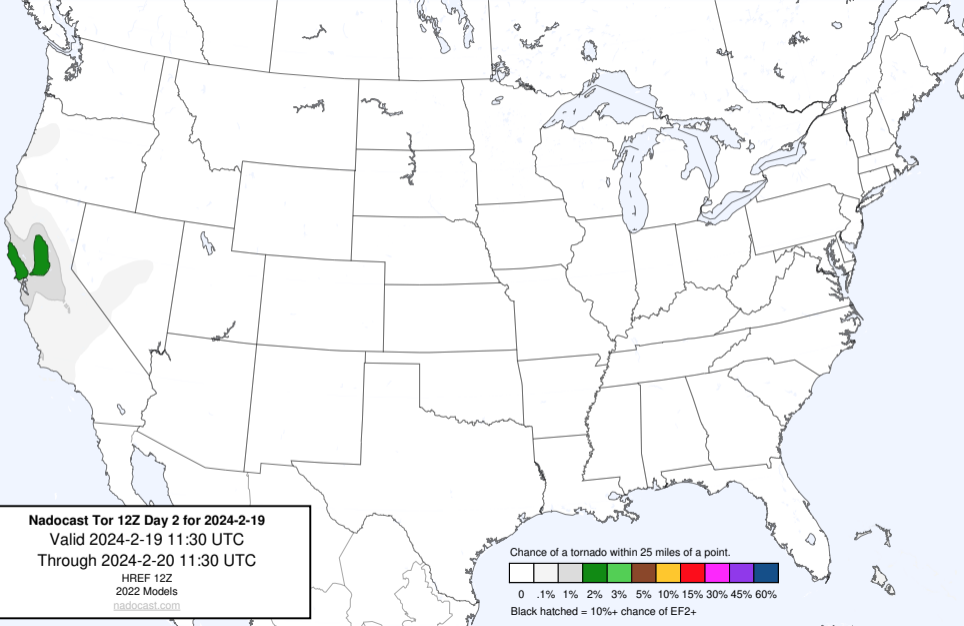 Nadocast Tor 12Z Day 2 for 2024-2-19
Valid 2024-2-19 11:30 UTC
Through 2024-2-20 11:30 UTC
HREF 12Z
2022 Models
nadocast.com
Chance of a tornado within 25 miles of a point.
0 .1% 1% 2% 3% 5% 10% 15% 30% 45% 60%
Black hatched = 10%+ chance of EF2+